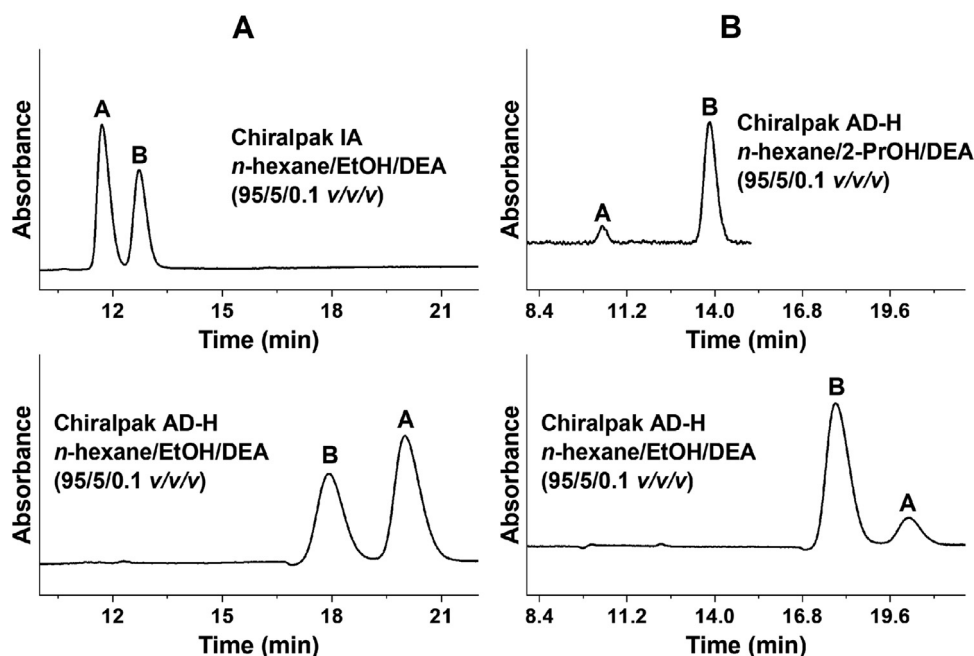 A
B
Absorbance
A
B
Chiralpak IA
n-hexane/EtOH/DEA
(95/5/0.1 v/v/v)
12
15
18
21
Time (min)
Absorbance
A
B
Chiralpak AD-H
n-hexane/2-PrOH/DEA
(95/5/0.1 v/v/v)
8.4
11.2
14.0
16.8
19.6
Time (min)
Absorbance
Chiralpak AD-H
n-hexane/EtOH/DEA
(95/5/0.1 v/v/v)
B
A
12
15
18
21
Time (min)
Absorbance
Chiralpak AD-H
n-hexane/EtOH/DEA
(95/5/0.1 v/v/v)
B
A
8.4
11.2
14.0
16.8
19.6
Time (min)